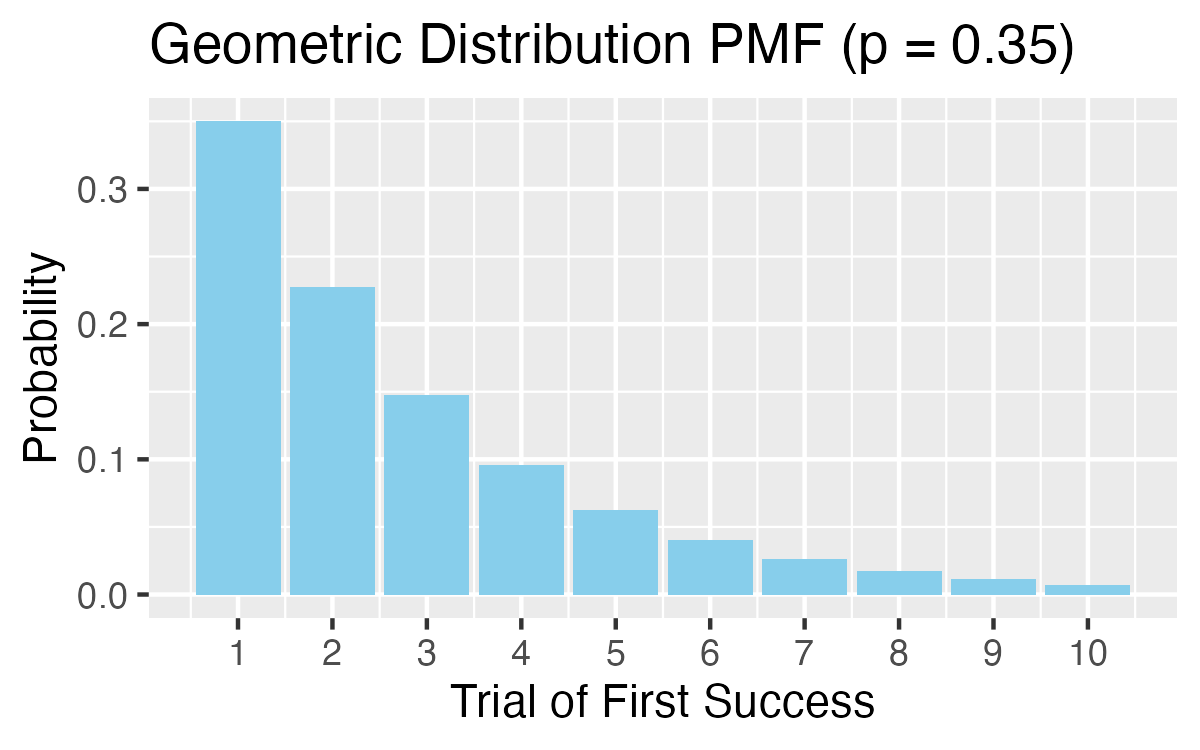 Geometric Distribution PMF (p = 0.35)
Probability
0.3
0.2
0.1
0.0
1 2 3 4 5 6 7 8 9 10
Trial of First Success